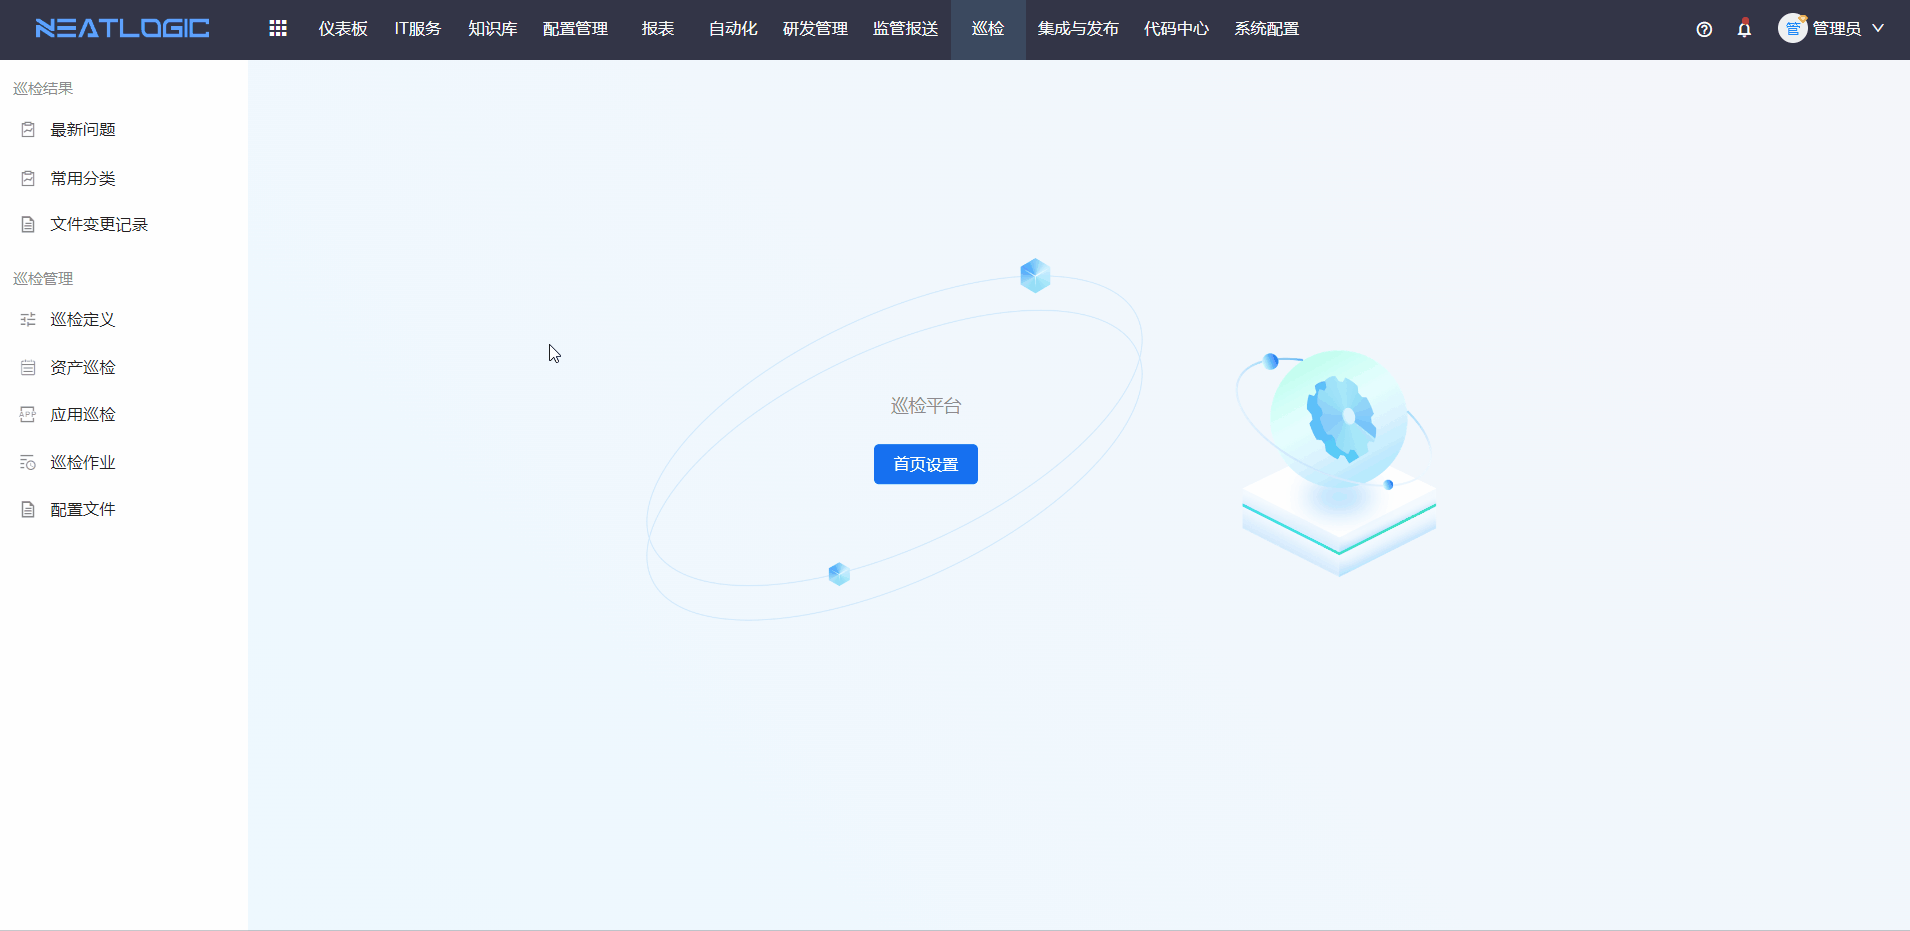 NEATLOGIC
仪表板 IT服务 知识库 配置管理 报表 自动化 研发管理 监管报送 巡检 集成与发布 代码中心 系统配置
管 管理员
巡检结果
最新问题
常用分类
文件变更记录
巡检管理
巡检定义
资产巡检
APP 应用巡检
巡检作业
配置文件
巡检平台
首页设置